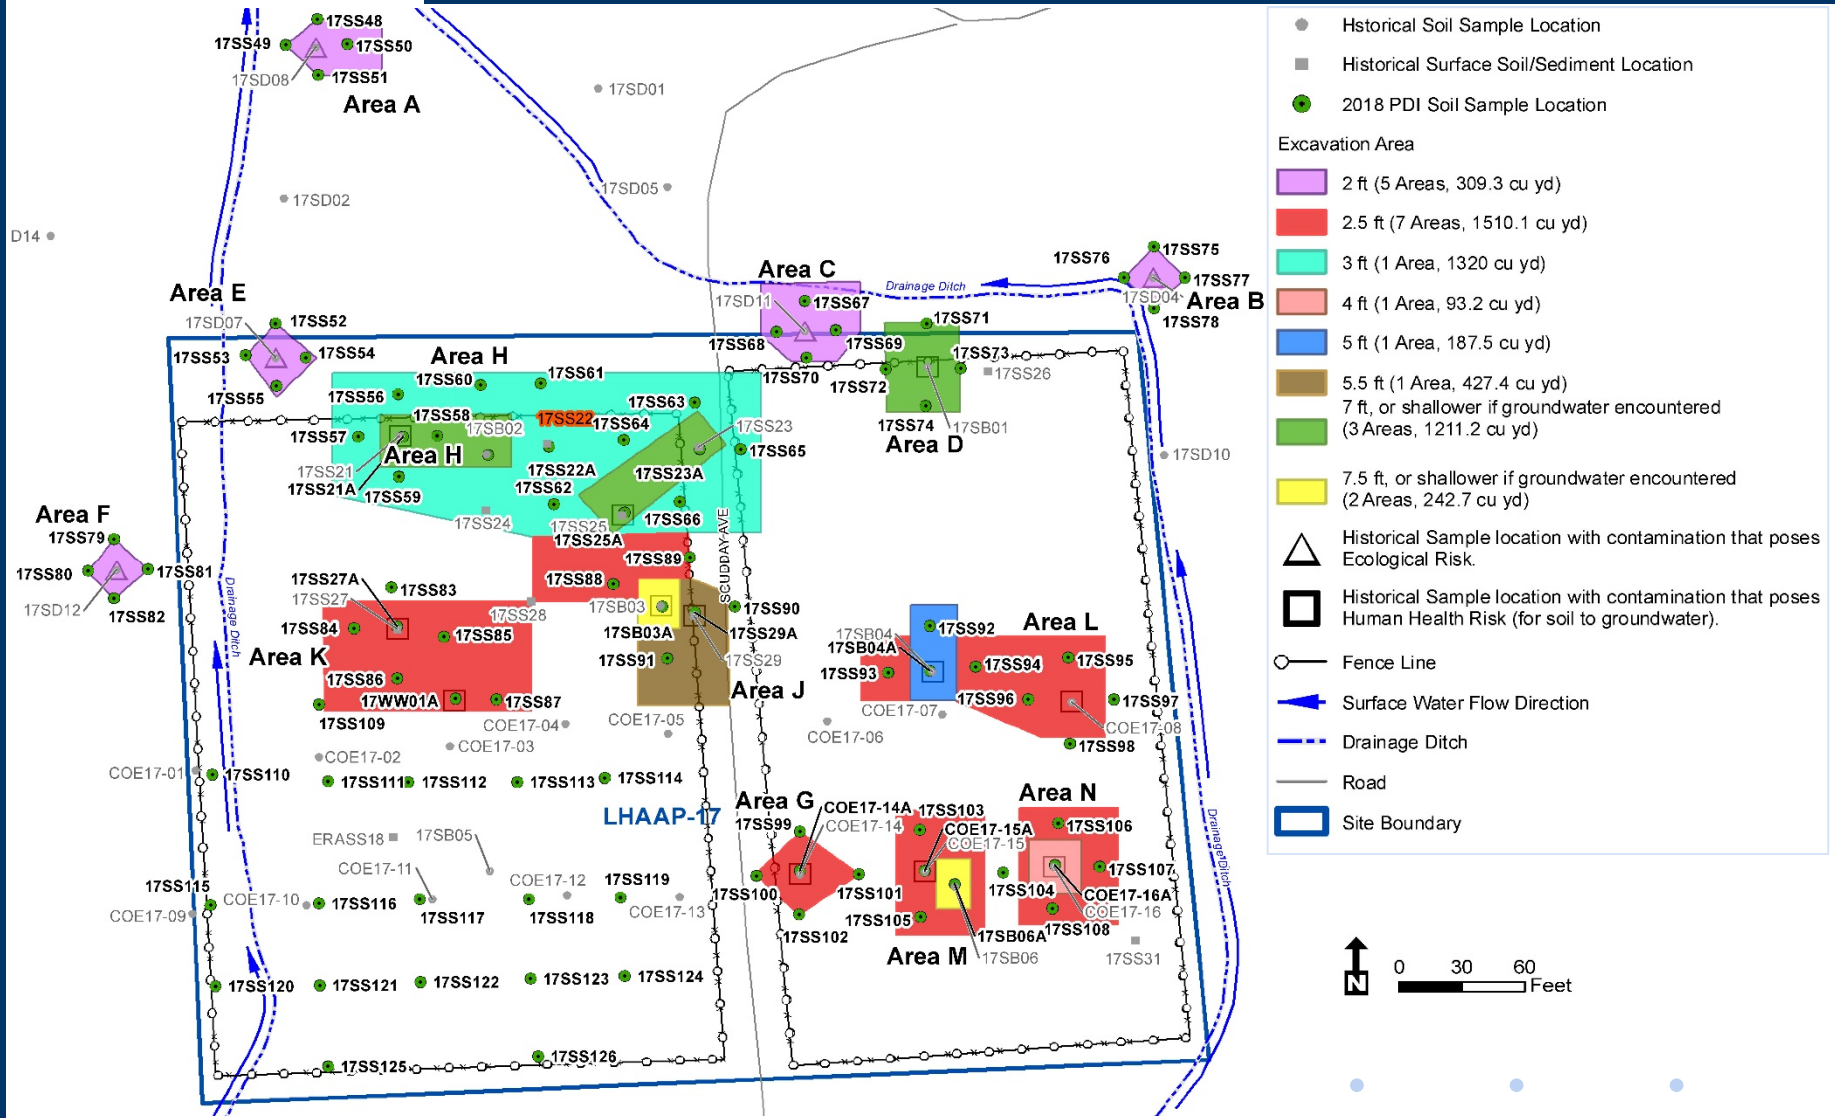 17SS48
17SS49
17SS50
17SD08
17SS51
Area A
17SD01
17SD05
17SD02
D14
17SS75
17SS76
17SS77
17SD04
Area B
17SS78
Drainage Ditch
Area C
17SD11
17SS67
17SS68
17SS69
17SS70
17SS71
17SS73
17SS72
17SS26
17SS74
17SB01
Area D
17SD10
Area E
17SD07
17SS52
17SS53
17SS54
17SS55
Area H
17SS60
17SS61
17SS56
17SS63
17SS58
17SS22
17SS57
17SB02
17SS64
17SS23
17SS65
Area H
17SS21
17SS22A
17SS23A
17SS21A
17SS59
17SS62
17SS24
17SS25
17SS66
17SS25A
Area F
17SS79
17SS80
17SS81
17SD12
17SS82
Drainage Ditch
SCUDDAY AVE
17SS89
17SS27A
17SS83
17SS88
17SS27
17SS28
17SB03
17SS90
17SS84
17SS85
17SB03A
17SS29A
Area K
17SS91
17SS29
17SS86
17WW01A
17SS87
Area J
17SS109
COE17-04
COE17-05
COE17-03
COE17-02
17SS92
Area L
17SB04
17SB04A
17SS93
17SS94
17SS95
17SS96
17SS97
COE17-07
COE17-06
COE17-08
17SS98
COE17-01
17SS110
17SS111
17SS112
17SS113
17SS114
LHAAP-17
Area G
17SS99
COE17-14A
COE17-14
17SS100
17SS101
17SS102
17SS103
COE17-15A
COE17-15
17SS104
17SS105
Area M
17SB06A
17SB06
Area N
17SS106
17SS107
COE17-16A
COE17-16
17SS108
17SS31
Drainage Ditch
ERASS18
17SB05
COE17-11
COE17-12
17SS119
17SS115
COE17-10
17SS116
COE17-13
COE17-09
17SS117
17SS118
17SS120
17SS121
17SS122
17SS123
17SS124
17SS125
17SS126
Hstorical Soil Sample Location
Historical Surface Soil/Sediment Location
2018 PDI Soil Sample Location
Excavation Area
2 ft (5 Areas, 309.3 cu yd)
2.5 ft (7 Areas, 1510.1 cu yd)
3 ft (1 Area, 1320 cu yd)
4 ft (1 Area, 93.2 cu yd)
5 ft (1 Area, 187.5 cu yd)
5.5 ft (1 Area, 427.4 cu yd)
7 ft, or shallower if groundwater encountered
(3 Areas, 1211.2 cu yd)
7.5 ft, or shallower if groundwater encountered
(2 Areas, 242.7 cu yd)
Historical Sample location with contamination that poses
Ecological Risk.
Historical Sample location with contamination that poses
Human Health Risk (for soil to groundwater).
Fence Line
Surface Water Flow Direction
Drainage Ditch
Road
Site Boundary
N
0 30 60
Feet